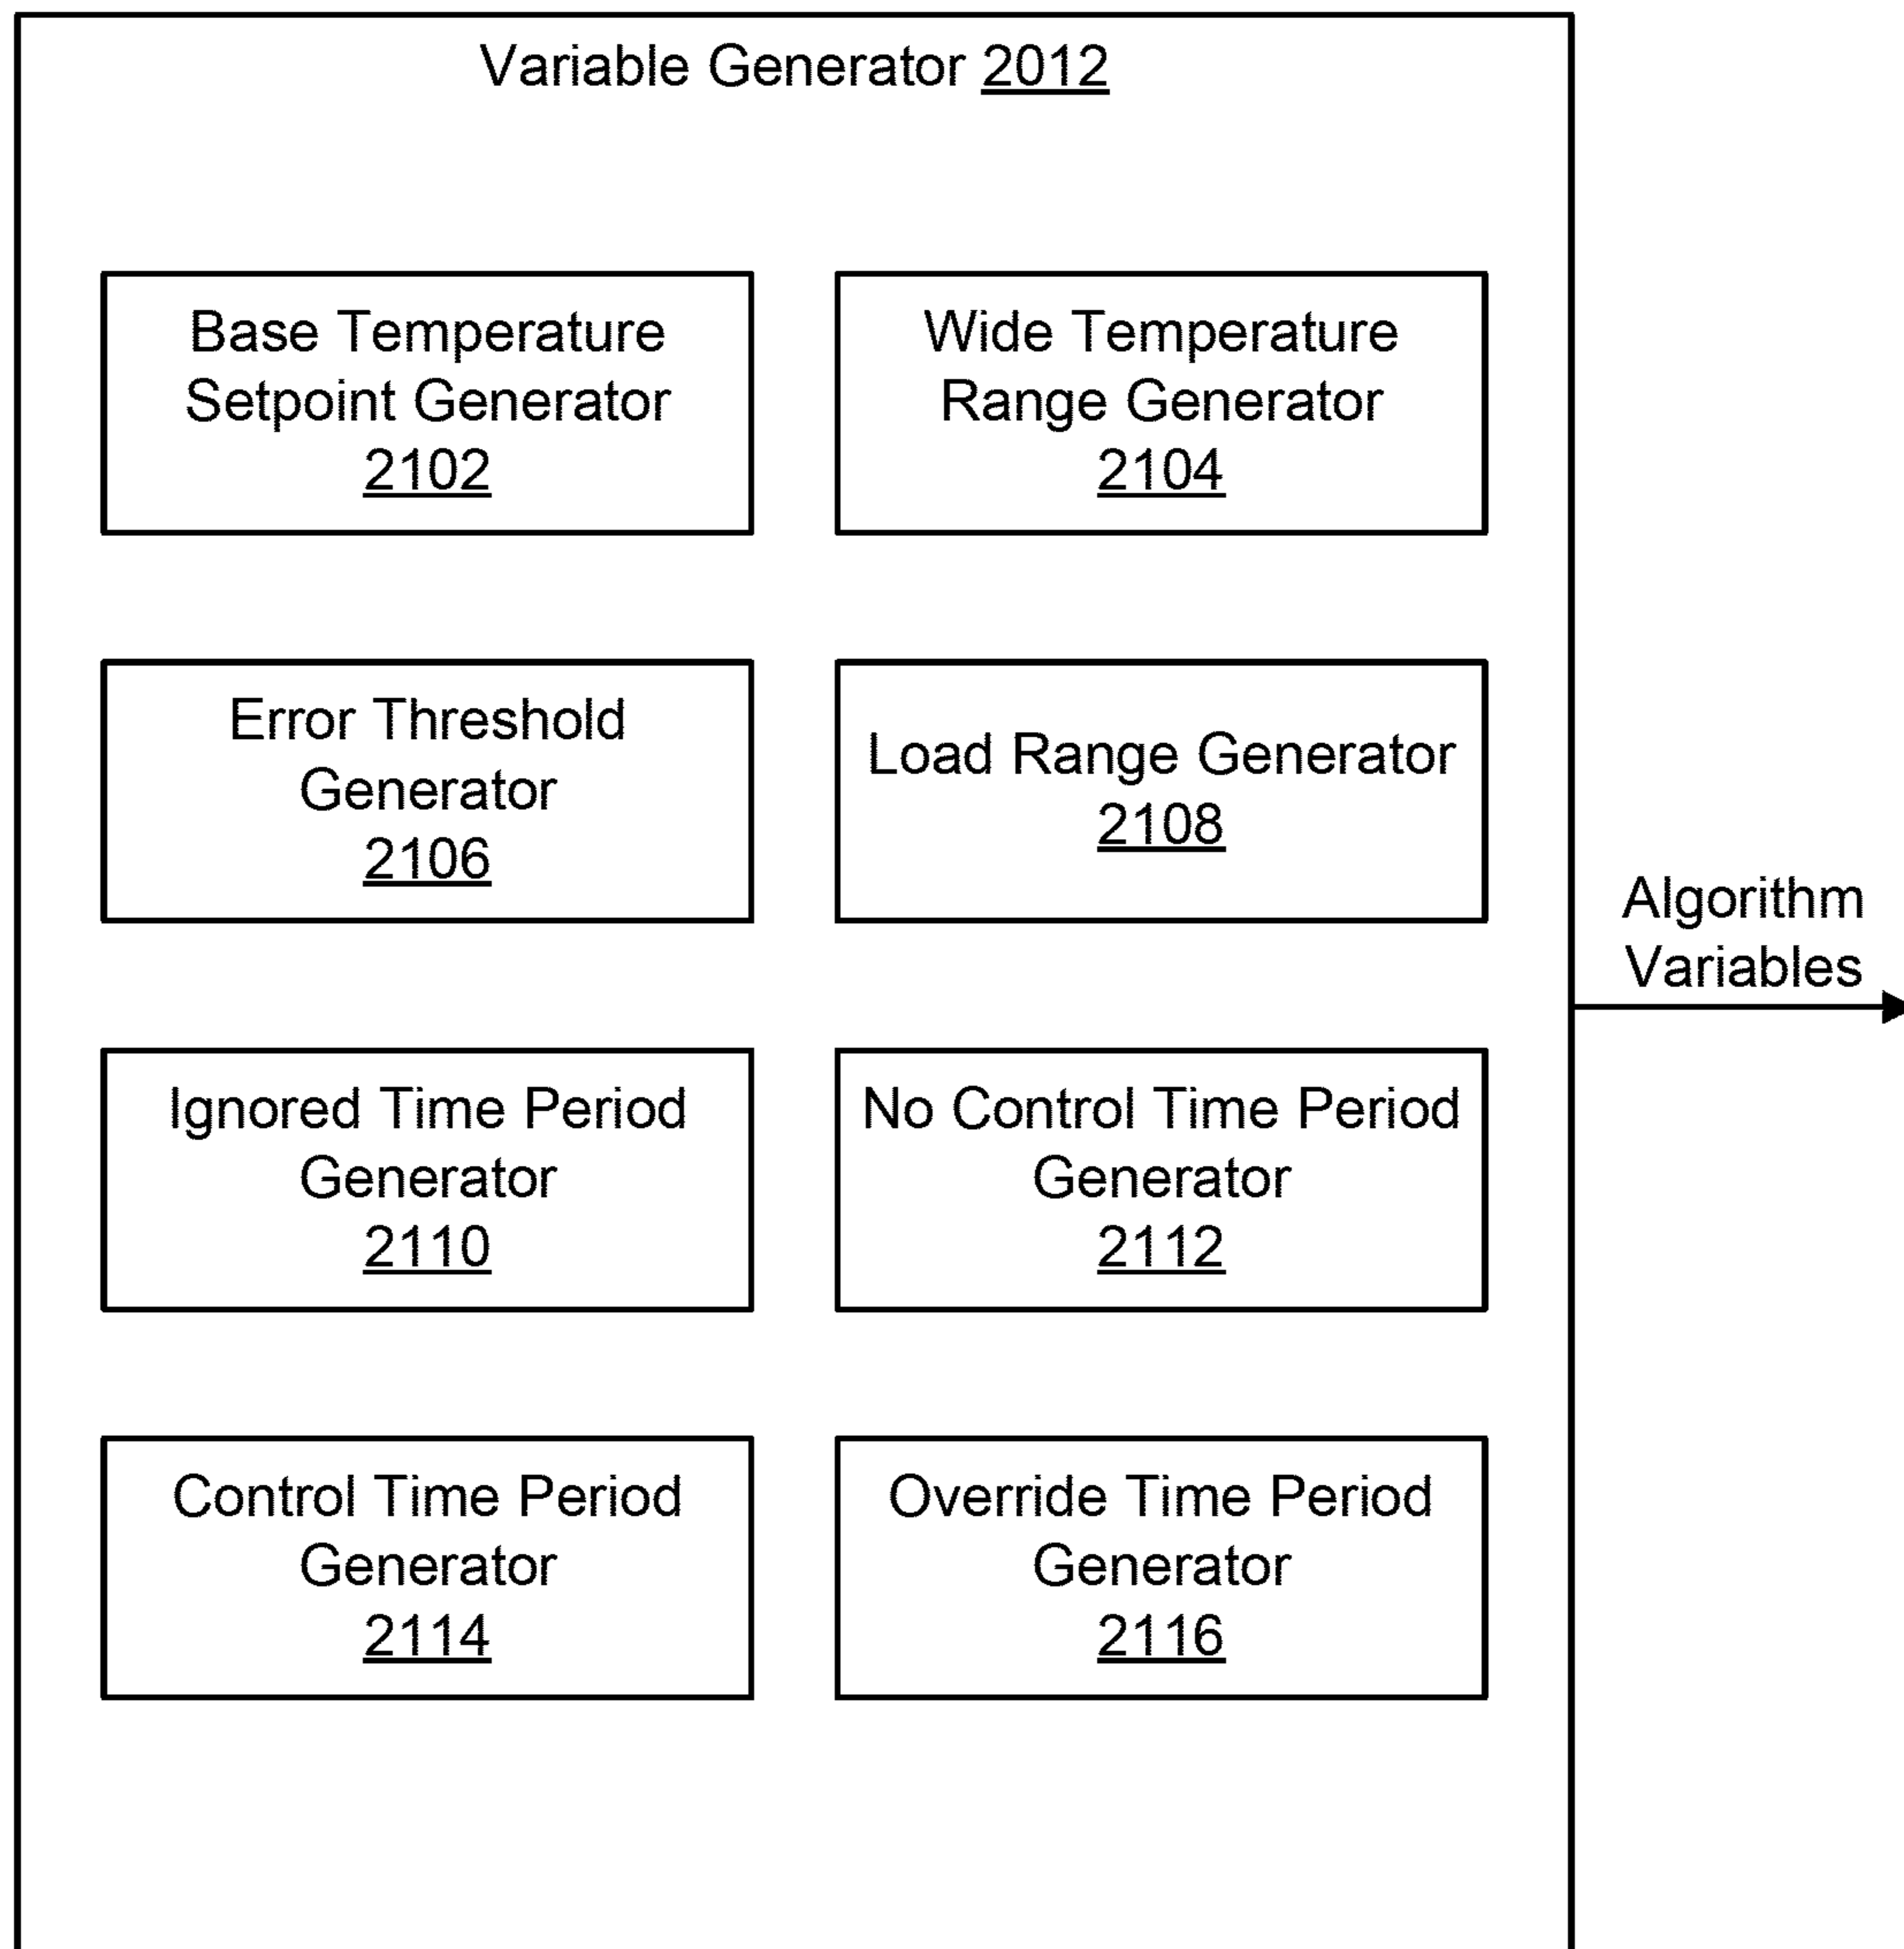 Variable Generator 2012
Base Temperature
Setpoint Generator
2102
Wide Temperature
Range Generator
2104
Error Threshold
Generator
2106
Load Range Generator
2108
Algorithm
Variables
Ignored Time Period
Generator
2110
No Control Time Period
Generator
2112
Control Time Period
Generator
2114
Override Time Period
Generator
2116